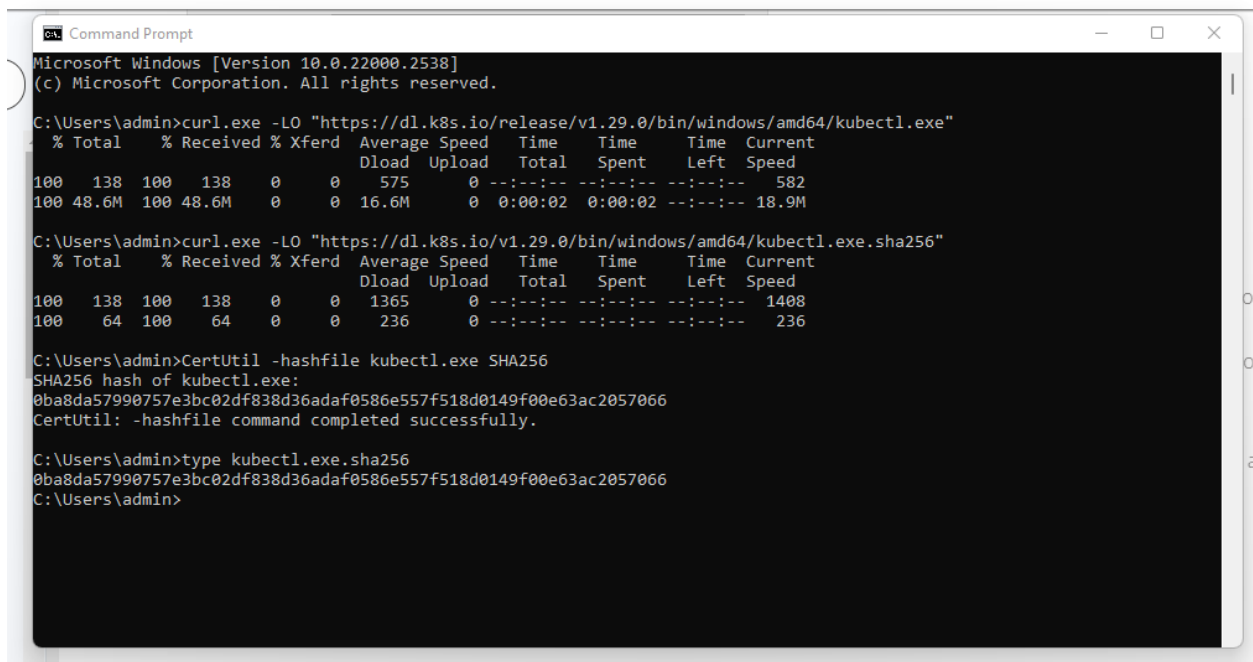 Command Prompt
Microsoft Windows [Version 10.0.22000.2538]
(c) Microsoft Corporation. All rights reserved.
C:\Users\admin>curl.exe -LO "https://dl.k8s.io/release/v1.29.0/bin/windows/amd64/kubectl.exe"
  % Total    % Received % Xferd  Average Speed   Time    Time     Time  Current
                                 Dload  Upload   Total   Spent    Left  Speed
100   138  100   138    0     0    575      0 --:--:-- --:--:-- --:--:--   582
100 48.6M  100 48.6M    0     0  16.6M      0  0:00:02  0:00:02 --:--:-- 18.9M
C:\Users\admin>curl.exe -LO "https://dl.k8s.io/v1.29.0/bin/windows/amd64/kubectl.exe.sha256"
  % Total    % Received % Xferd  Average Speed   Time    Time     Time  Current
                                 Dload  Upload   Total   Spent    Left  Speed
100   138  100   138    0     0   1365      0 --:--:-- --:--:-- --:--:--  1408
100    64  100    64    0     0    236      0 --:--:-- --:--:-- --:--:--   236
C:\Users\admin>CertUtil -hashfile kubectl.exe SHA256
SHA256 hash of kubectl.exe:
0ba8da57990757e3bc02df838d36adaf0586e557f518d0149f00e63ac2057066
CertUtil: -hashfile command completed successfully.
C:\Users\admin>type kubectl.exe.sha256
0ba8da57990757e3bc02df838d36adaf0586e557f518d0149f00e63ac2057066
C:\Users\admin>